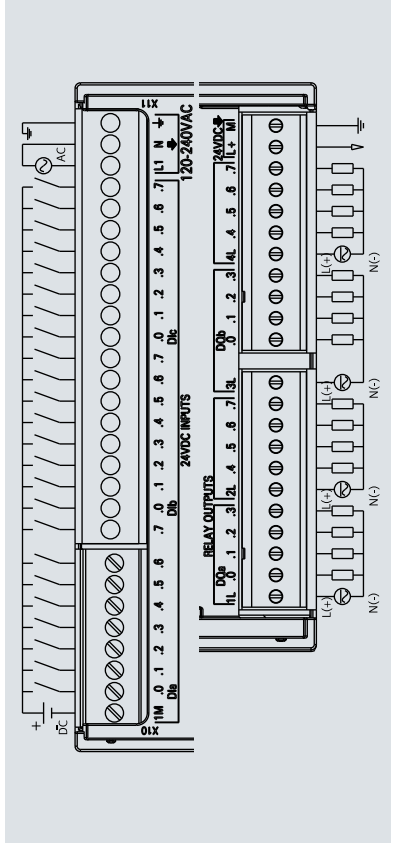 +
-
DC
AC
X10
X11
1M .0 .1 .2 .3 .4 .5 .6 .7 .0 .1 .2 .3 .4 .5 .6 .7 .0 .1 .2 .3 .4 .5 .6 .7 L1 N
DIa DIb DIc
24VDC INPUTS
120-240VAC
RELAY OUTPUTS
DQa DQb 24VDC
1L .0 .1 .2 .3 2L .4 .5 .6 .7 3L .0 .1 .2 .3 4L .4 .5 .6 .7 L+ M
L(+) L(+) L(+) L(+)
N(-) N(-) N(-) N(-)